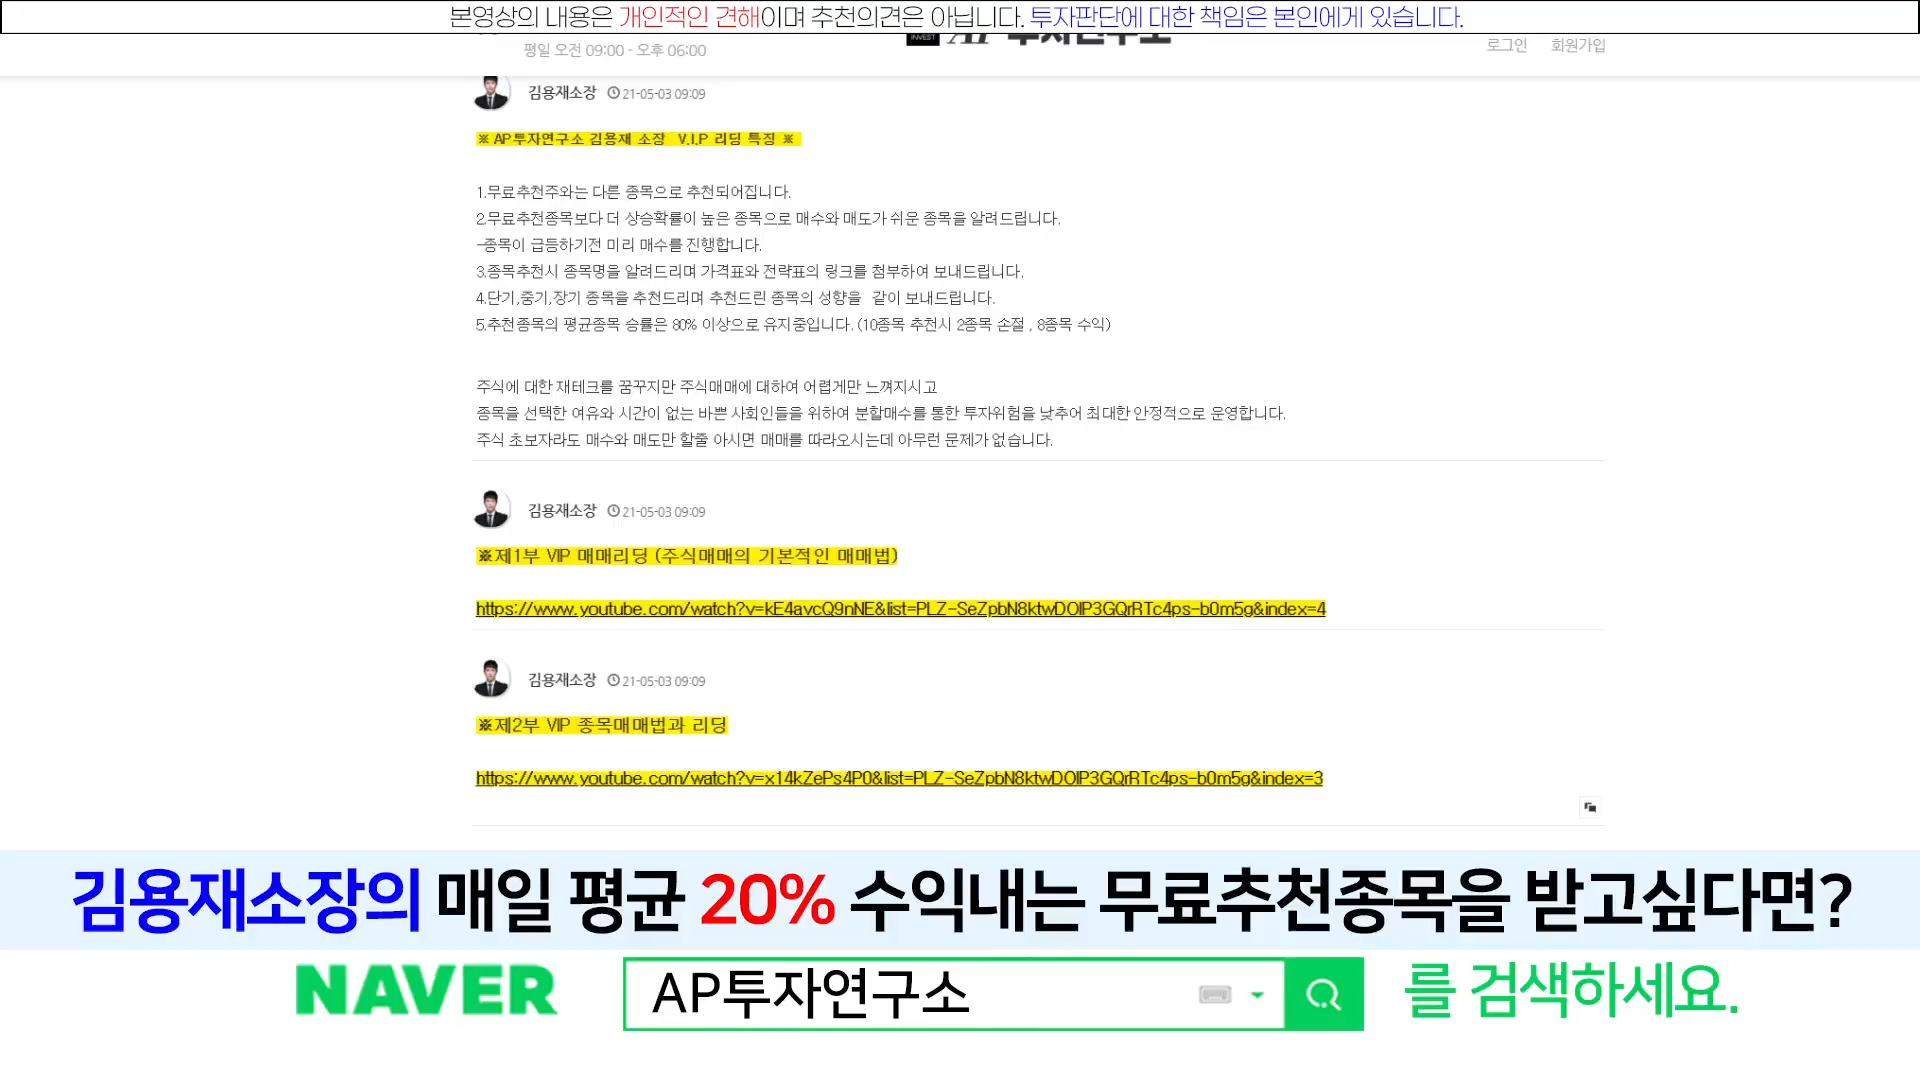 본영상의 내용은 개인적인 견해이며 추천의견은 아닙니다. 투자판단에 대한 책임은 본인에게 있습니다.
INVEST AP 투자연구소
평일 오전 09:00 - 오후 06:00
로그인 회원가입
김용재소장 21-05-03 09:09
※ AP투자연구소 김용재 소장 V.I.P 리딩 특징 ※
1.무료추천주와는 다른 종목으로 추천되어집니다.
2.무료추천종목보다 더 상승확률이 높은 종목으로 매수와 매도가 쉬운 종목을 알려드립니다.
-종목이 급등하기전 미리 매수를 진행합니다.
3.종목추천시 종목명을 알려드리며 가격표와 전략표의 링크를 첨부하여 보내드립니다.
4.단기,중기,장기 종목을 추천드리며 추천드린 종목의 성향을 같이 보내드립니다.
5.추천종목의 평균종목 승률은 80% 이상으로 유지중입니다. (10종목 추천시 2종목 손절 , 8종목 수익)
주식에 대한 재테크를 꿈꾸지만 주식매매에 대하여 어렵게만 느껴지시고
종목을 선택한 여유와 시간이 없는 바쁜 사회인들을 위하여 분할매수를 통한 투자위험을 낮추어 최대한 안정적으로 운영합니다.
주식 초보자라도 매수와 매도만 할줄 아시면 매매를 따라오시는데 아무런 문제가 없습니다.
김용재소장 21-05-03 09:09
※제1부 VIP 매매리딩 (주식매매의 기본적인 매매법)
https://www.youtube.com/watch?v=kE4avcQ9nNE&list=PLZ-SeZpbN8ktwDOlP3GQrRTc4ps-b0m5g&index=4
김용재소장 21-05-03 09:09
※제2부 VIP 종목매매법과 리딩
https://www.youtube.com/watch?v=x14kZePs4P0&list=PLZ-SeZpbN8ktwDOlP3GQrRTc4ps-b0m5g&index=3
김용재소장의 매일 평균 20% 수익내는 무료추천종목을 받고싶다면?
NAVER AP투자연구소 를 검색하세요.